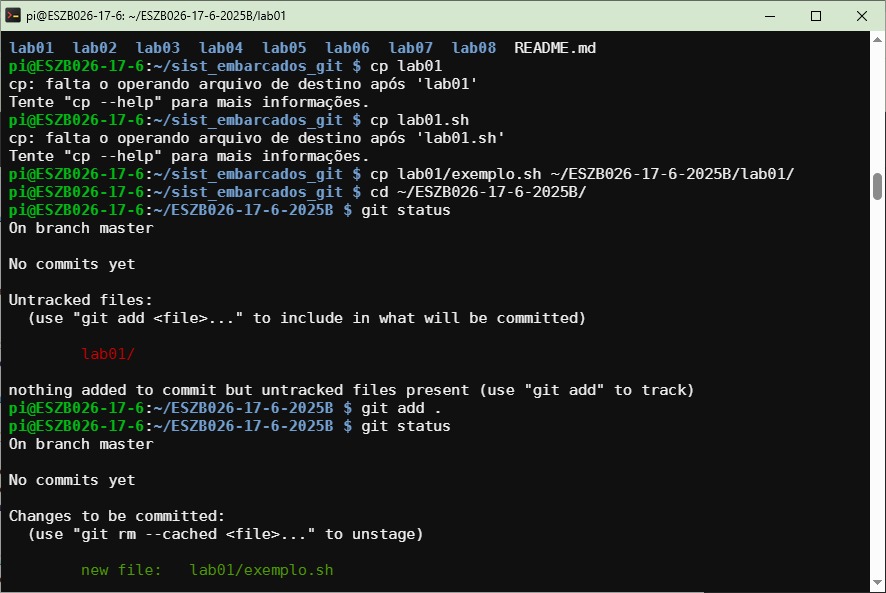 pi@ESZB026-17-6: ~/ESZB026-17-6-2025B/lab01
lab01  lab02  lab03  lab04  lab05  lab06  lab07  lab08  README.md
pi@ESZB026-17-6:~/sist_embarcados_git $ cp lab01
cp: falta o operando arquivo de destino após 'lab01'
Tente "cp --help" para mais informações.
pi@ESZB026-17-6:~/sist_embarcados_git $ cp lab01.sh
cp: falta o operando arquivo de destino após 'lab01.sh'
Tente "cp --help" para mais informações.
pi@ESZB026-17-6:~/sist_embarcados_git $ cp lab01/exemplo.sh ~/ESZB026-17-6-2025B/lab01/
pi@ESZB026-17-6:~/sist_embarcados_git $ cd ~/ESZB026-17-6-2025B/
pi@ESZB026-17-6:~/ESZB026-17-6-2025B $ git status
On branch master
No commits yet
Untracked files:
  (use "git add <file>..." to include in what will be committed)
        lab01/
nothing added to commit but untracked files present (use "git add" to track)
pi@ESZB026-17-6:~/ESZB026-17-6-2025B $ git add .
pi@ESZB026-17-6:~/ESZB026-17-6-2025B $ git status
On branch master
No commits yet
Changes to be committed:
  (use "git rm --cached <file>..." to unstage)
        new file:   lab01/exemplo.sh